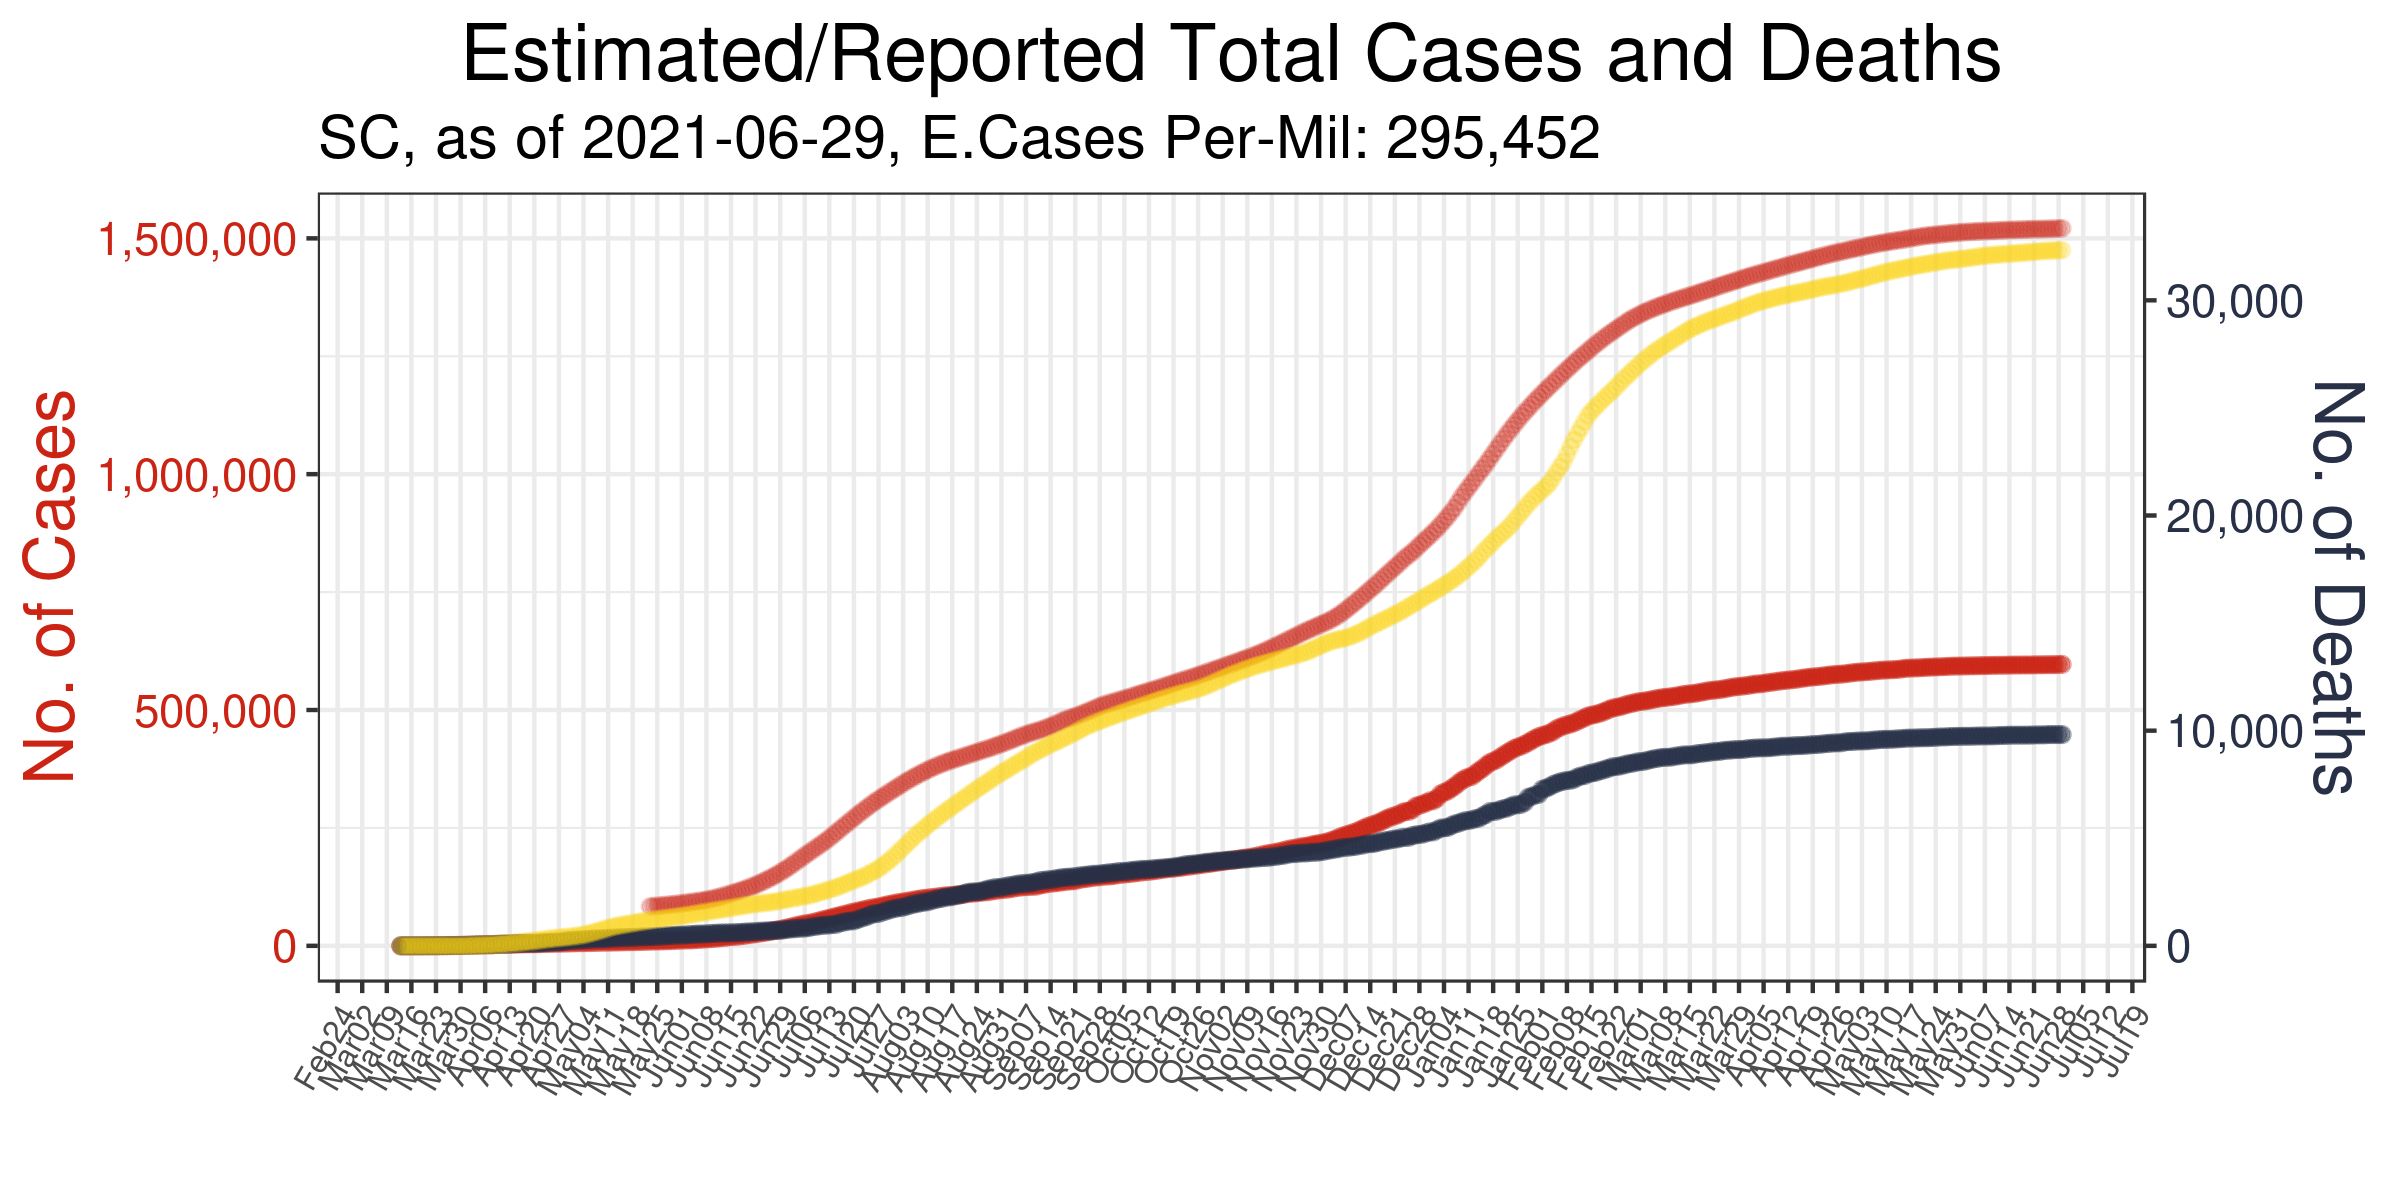 Estimated/Reported Total Cases and Deaths
SC, as of 2021-06-29, E.Cases Per-Mil: 295,452
No. of Cases
1,500,000
1,000,000
500,000
0
30,000
20,000
10,000
0
No. of Deaths
Feb24
Mar02
Mar09
Mar16
Mar23
Mar30
Apr06
Apr13
Apr20
Apr27
May04
May11
May18
May25
Jun01
Jun08
Jun15
Jun22
Jun29
Jul06
Jul13
Jul20
Jul27
Aug03
Aug10
Aug17
Aug24
Aug31
Sep07
Sep14
Sep21
Sep28
Oct05
Oct12
Oct19
Oct26
Nov02
Nov09
Nov16
Nov23
Nov30
Dec07
Dec14
Dec21
Dec28
Jan04
Jan11
Jan18
Jan25
Feb01
Feb08
Feb15
Feb22
Mar01
Mar08
Mar15
Mar22
Mar29
Apr05
Apr12
Apr19
Apr26
May03
May10
May17
May24
May31
Jun07
Jun14
Jun21
Jun28
Jul05
Jul12
Jul19